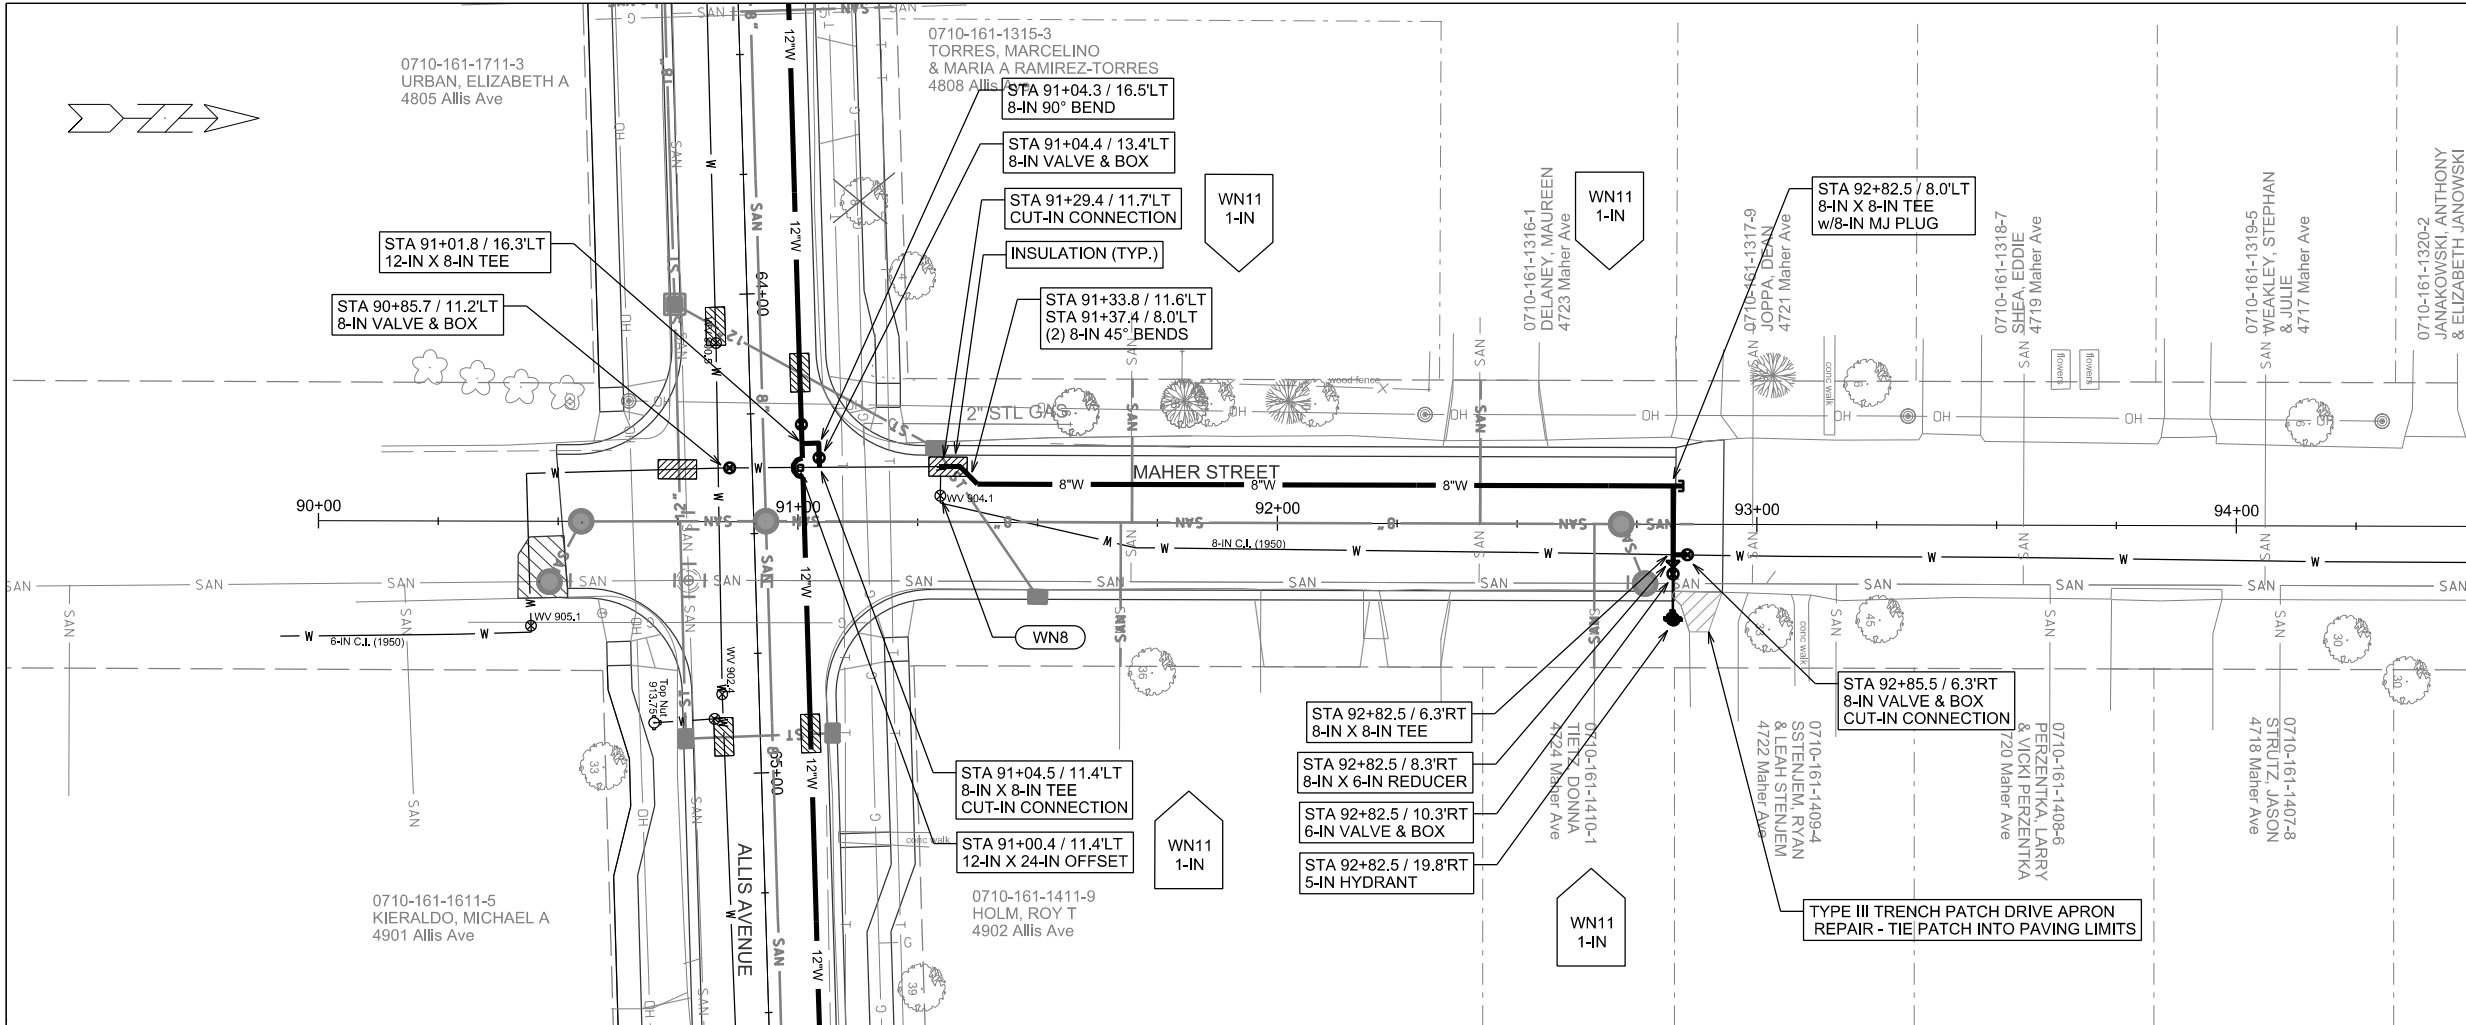 0710-161-1711-3
URBAN, ELIZABETH A
4805 Allis Ave
0710-161-1315-3
TORRES, MARCELINO
& MARIA A RAMIREZ-TORRES
4808 Allis Ave
STA 91+04.3 / 16.5'LT
8-IN 90° BEND
STA 91+04.4 / 13.4'LT
8-IN VALVE & BOX
STA 91+29.4 / 11.7'LT
CUT-IN CONNECTION
INSULATION (TYP.)
STA 91+33.8 / 11.6'LT
STA 91+37.4 / 8.0'LT
(2) 8-IN 45° BENDS
STA 91+01.8 / 16.3'LT
12-IN X 8-IN TEE
STA 90+85.7 / 11.2'LT
8-IN VALVE & BOX
WN11
1-IN
WN11
1-IN
STA 92+82.5 / 8.0'LT
8-IN X 8-IN TEE
w/8-IN MJ PLUG
0710-161-1316-1
DELANEY, MAUREEN
4723 Maher Ave
0710-161-1317-9
JOPPA, DEAN
4721 Maher Ave
0710-161-1318-7
SHEA, EDDIE
4719 Maher Ave
0710-161-1319-5
WEAKLEY, STEPHAN
& JULIE
4717 Maher Ave
0710-161-1320-2
JANAKOWSKI, ANTHONY
& ELIZABETH JANOWSKI
flowers
flowers
conc walk
wood fence
2" STL GAS
64+00
MAHER STREET
8"W
8"W
8"W
90+00
91+00
92+00
93+00
94+00
WV 904.1
8-IN C.I. (1950)
WV 905.1
6-IN C.I. (1950)
WN8
WV 902.4
Top Nut
913.75
65+00
12"W
12"W
12"W
12"W
12"W
ALLIS AVENUE
conc walk
conc walk
STA 91+04.5 / 11.4'LT
8-IN X 8-IN TEE
CUT-IN CONNECTION
STA 91+00.4 / 11.4'LT
12-IN X 24-IN OFFSET
WN11
1-IN
STA 92+82.5 / 6.3'RT
8-IN X 8-IN TEE
STA 92+82.5 / 8.3'RT
8-IN X 6-IN REDUCER
STA 92+82.5 / 10.3'RT
6-IN VALVE & BOX
STA 92+82.5 / 19.8'RT
5-IN HYDRANT
WN11
1-IN
STA 92+85.5 / 6.3'RT
8-IN VALVE & BOX
CUT-IN CONNECTION
TYPE III TRENCH PATCH DRIVE APRON
REPAIR - TIE PATCH INTO PAVING LIMITS
0710-161-1410-1
TIETZ, DONNA
4724 Maher Ave
0710-161-1409-4
SSTENJEM, RYAN
& LEAH STENJEM
4722 Maher Ave
0710-161-1408-6
PERZENTKA, LARRY
& VICKI PERZENTKA
4720 Maher Ave
0710-161-1407-8
STRUTZ, JASON
4718 Maher Ave
0710-161-1611-5
KIERALDO, MICHAEL A
4901 Allis Ave
0710-161-1411-9
HOLM, ROY T
4902 Allis Ave